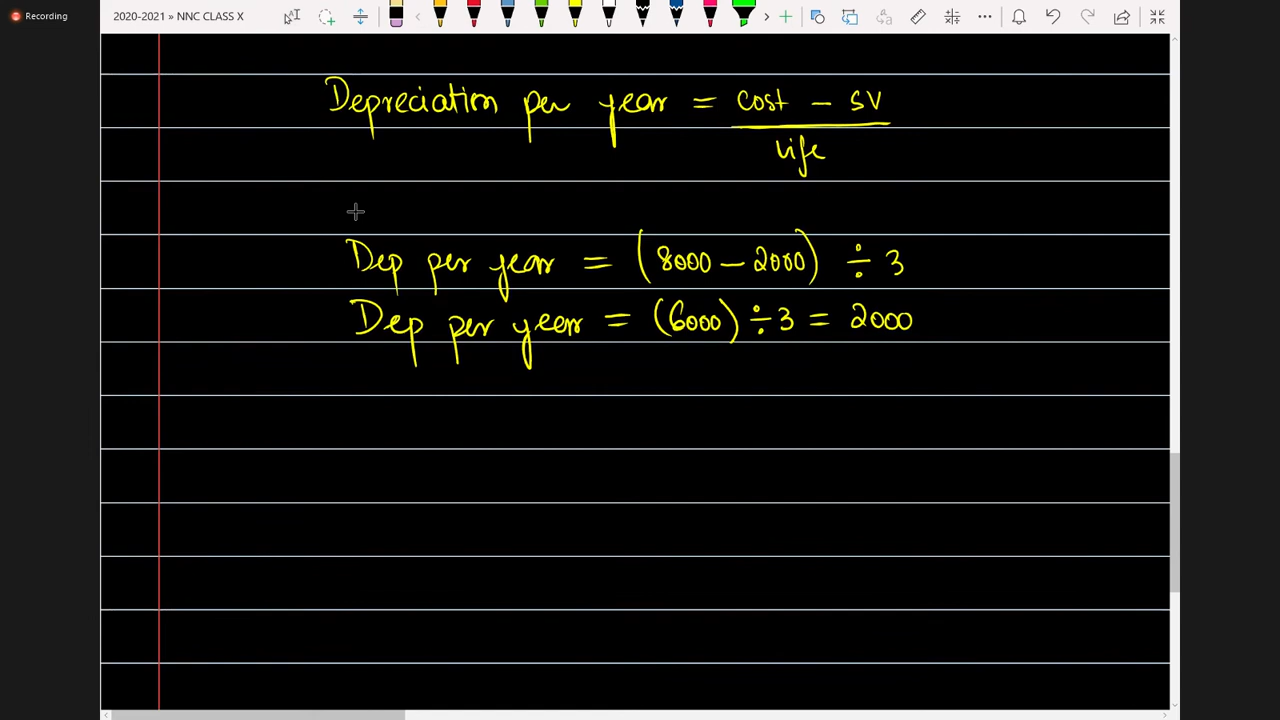 Recording
2020-2021 » NNC CLASS X
Depreciation per year = cost - SV
life
Dep per year = (8000 - 2000) ÷ 3
Dep per year = (6000) ÷ 3 = 2000